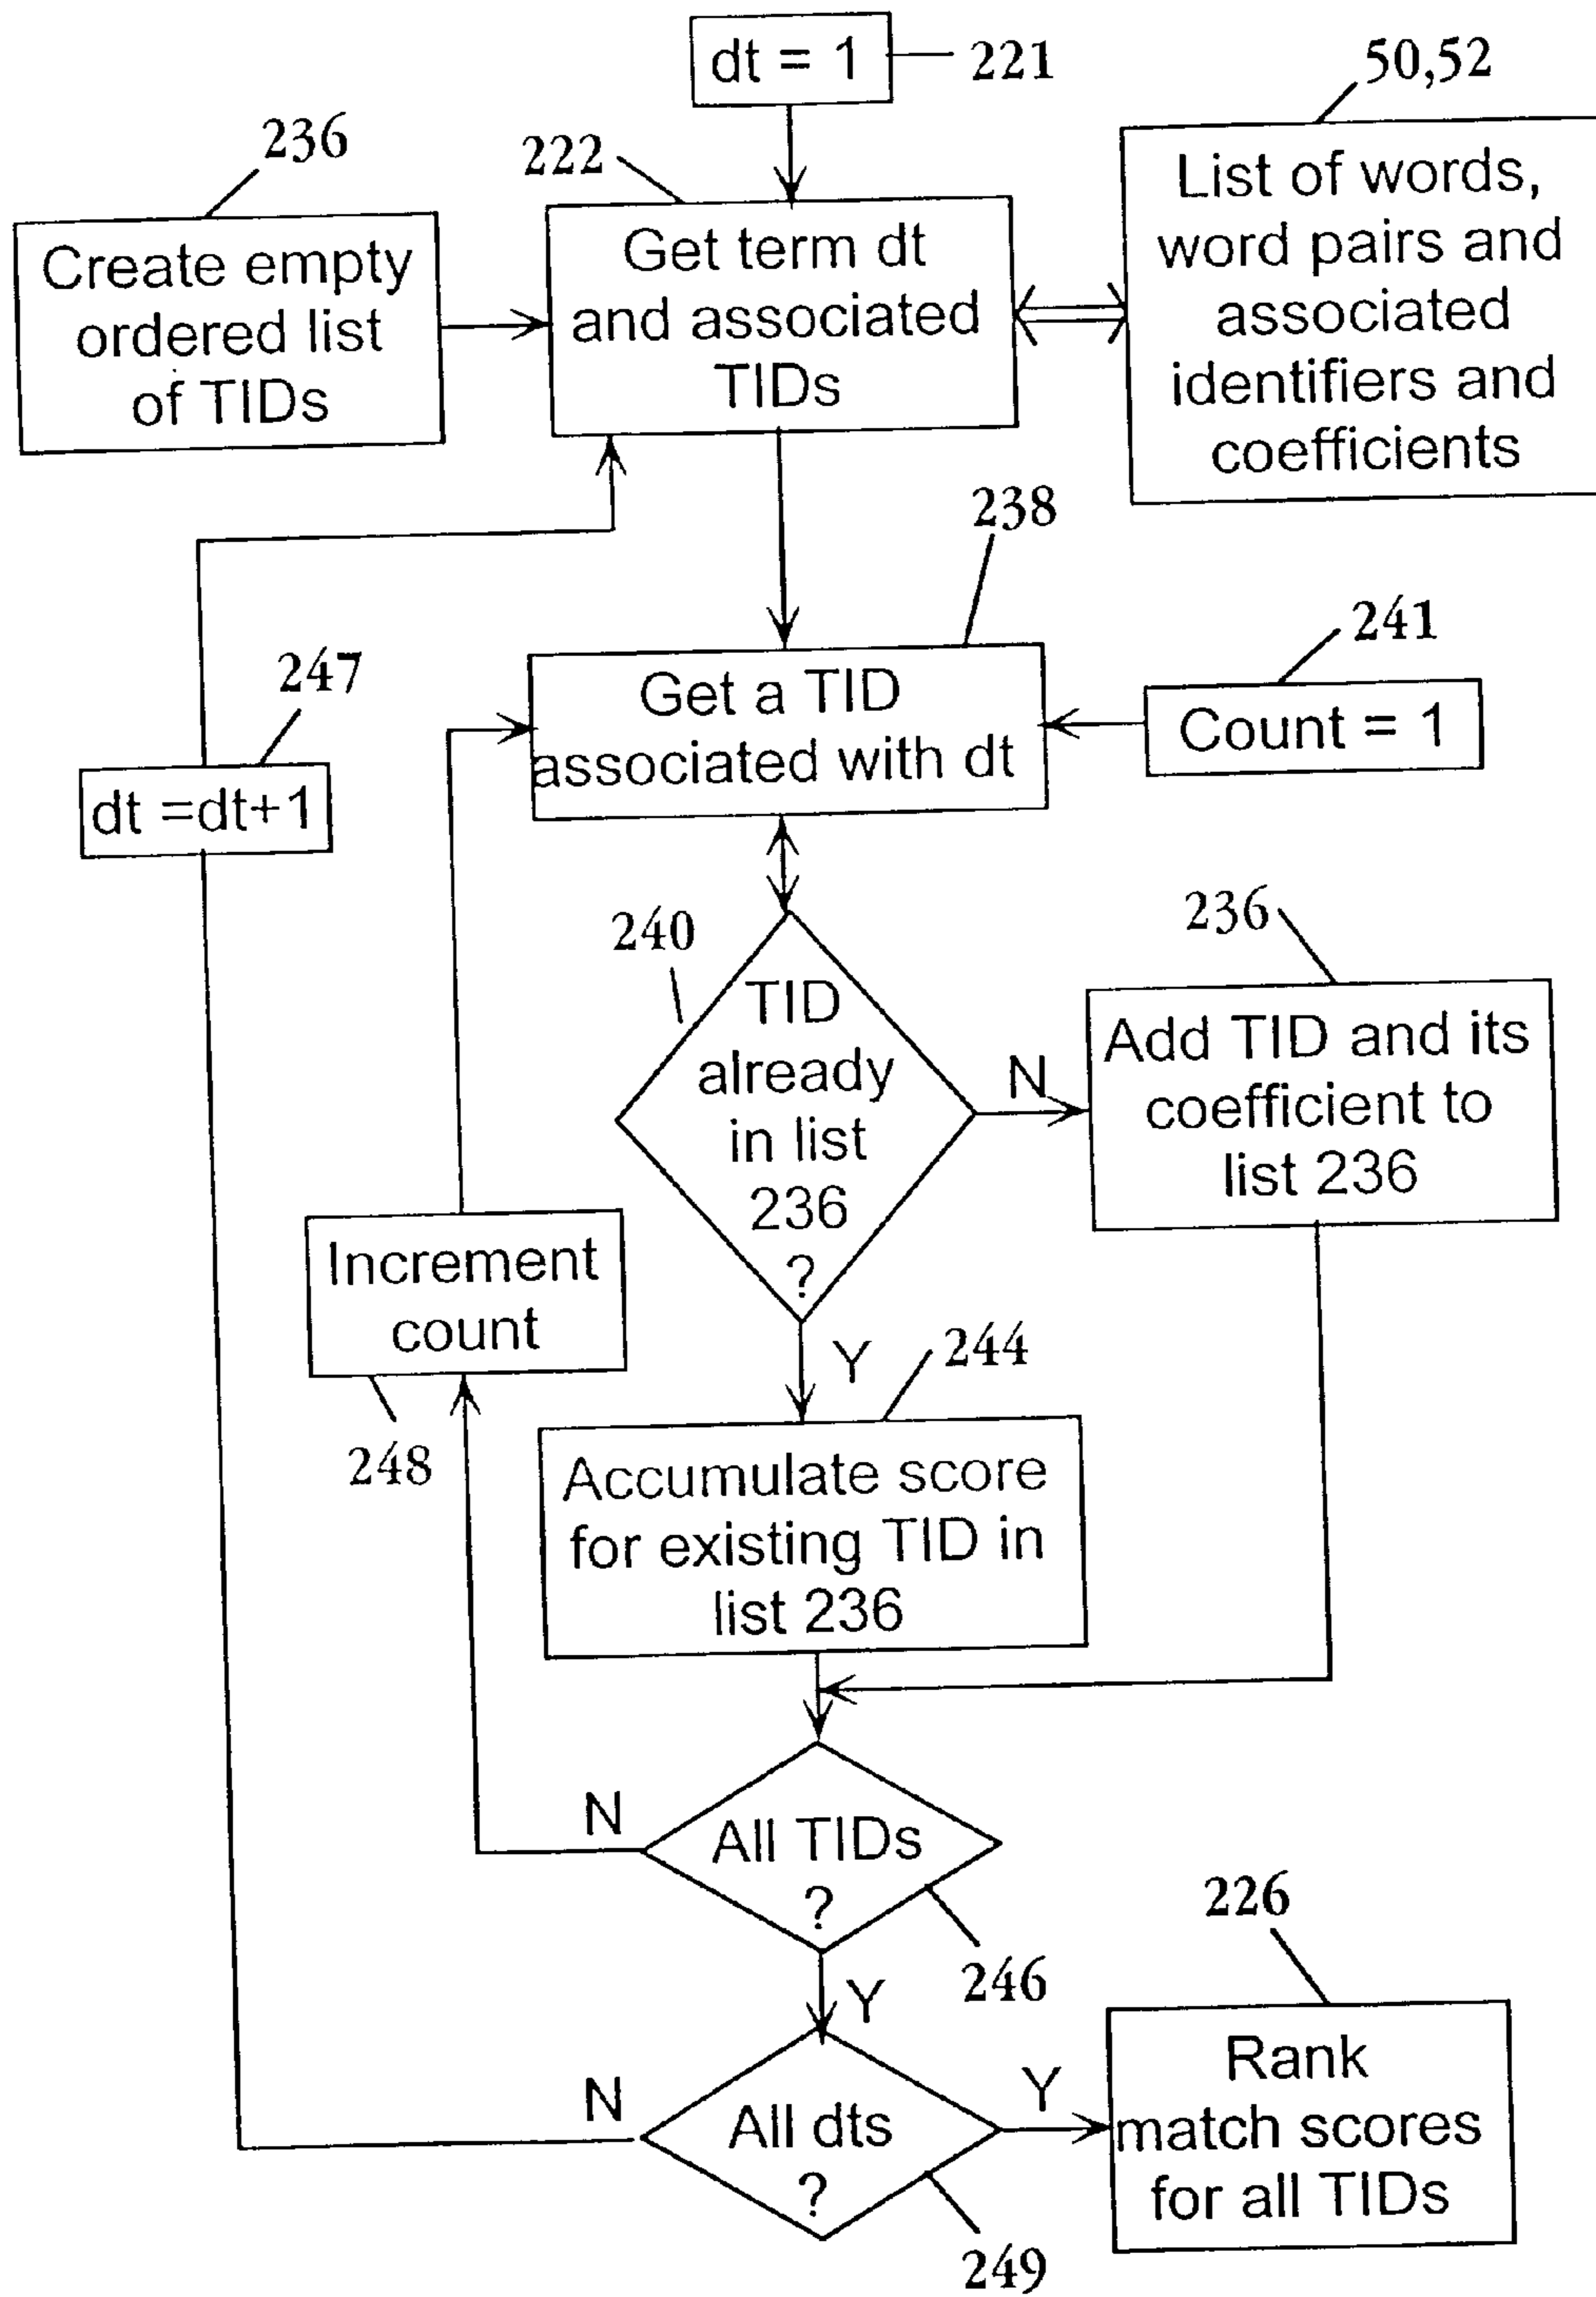 dt = 1
221
50,52
236
222
List of words,
word pairs and
associated
identifiers and
coefficients
Create empty
ordered list
of TIDs
Get term dt
and associated
TIDs
238
241
247
Get a TID
associated with dt
Count = 1
dt =dt+1
240
236
TID
already
in list
236
?
N
Add TID and its
coefficient to
list 236
Increment
count
248
Y
244
Accumulate score
for existing TID in
list 236
N
All TIDs
?
246
Y
226
N
All dts
?
Y
249
Rank
match scores
for all TIDs